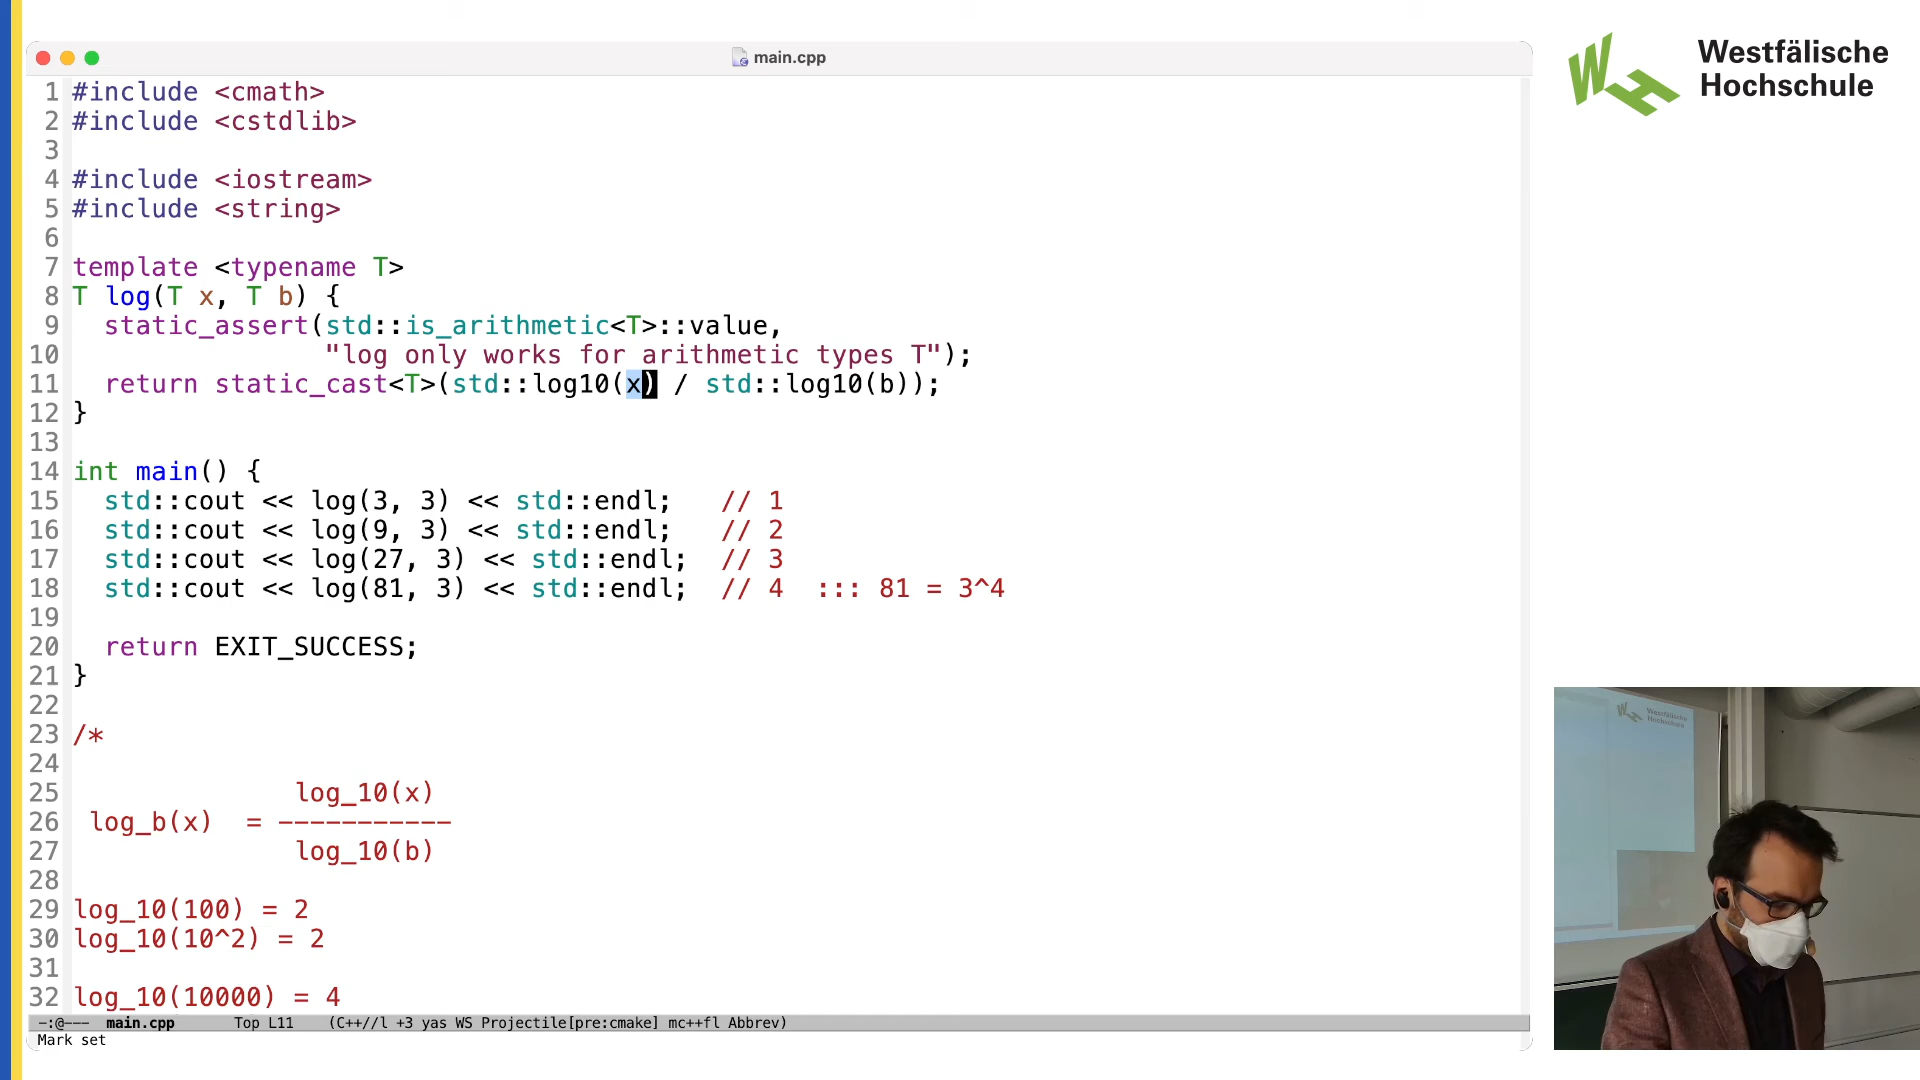 main.cpp
Westfälische
Hochschule
1 #include <cmath>
2 #include <cstdlib>
3
4 #include <iostream>
5 #include <string>
6
7 template <typename T>
8 T log(T x, T b) {
9   static_assert(std::is_arithmetic<T>::value,
10                 "log only works for arithmetic types T");
11   return static_cast<T>(std::log10(x) / std::log10(b));
12 }
13
14 int main() {
15   std::cout << log(3, 3) << std::endl;   // 1
16   std::cout << log(9, 3) << std::endl;   // 2
17   std::cout << log(27, 3) << std::endl;  // 3
18   std::cout << log(81, 3) << std::endl;  // 4  ::: 81 = 3^4
19
20   return EXIT_SUCCESS;
21 }
22
23 /*
24
25               log_10(x)
26  log_b(x)  = -----------
27               log_10(b)
28
29 log_10(100) = 2
30 log_10(10^2) = 2
31
32 log_10(10000) = 4
-:@--- main.cpp Top L11 (C++//l +3 yas WS Projectile[pre:cmake] mc++fl Abbrev)
Mark set
Westfälische
Hochschule